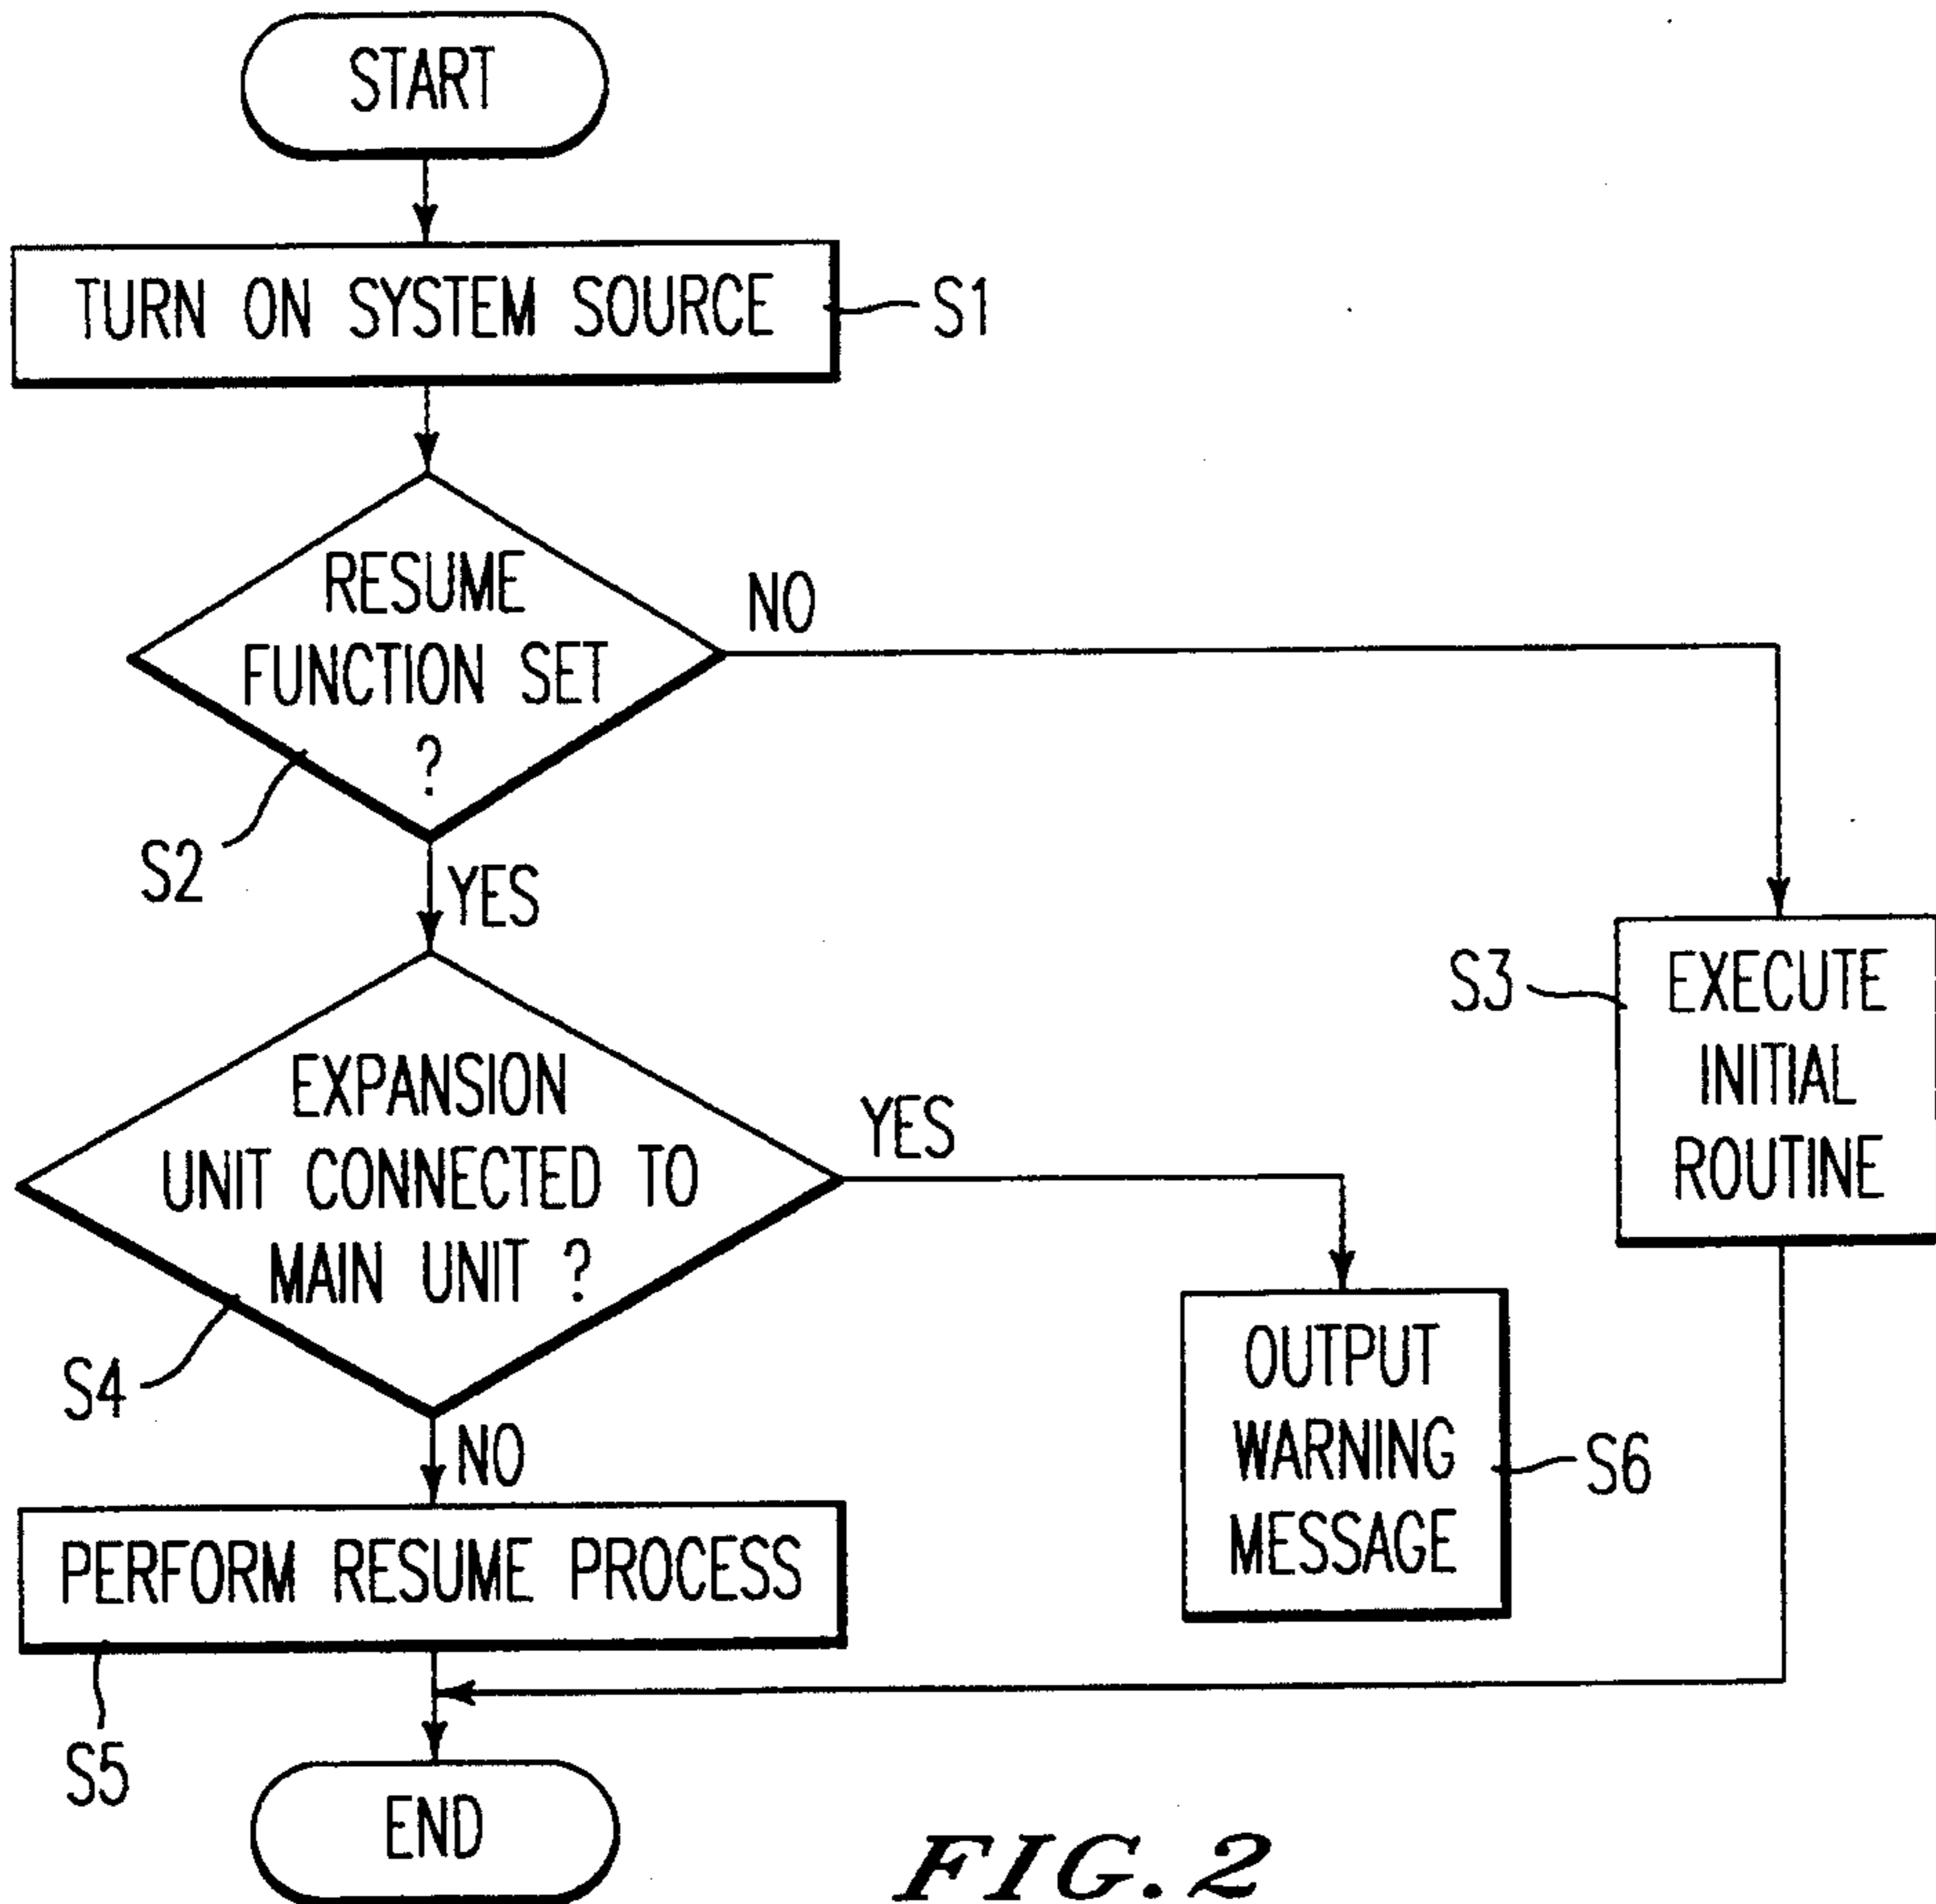 START
TURN ON SYSTEM SOURCE
S1
RESUME
FUNCTION SET
?
NO
S2
YES
S3
EXECUTE
INITIAL
ROUTINE
EXPANSION
UNIT CONNECTED TO
MAIN UNIT ?
YES
S4
NO
OUTPUT
WARNING
MESSAGE
S6
PERFORM RESUME PROCESS
S5
END
FIG.2